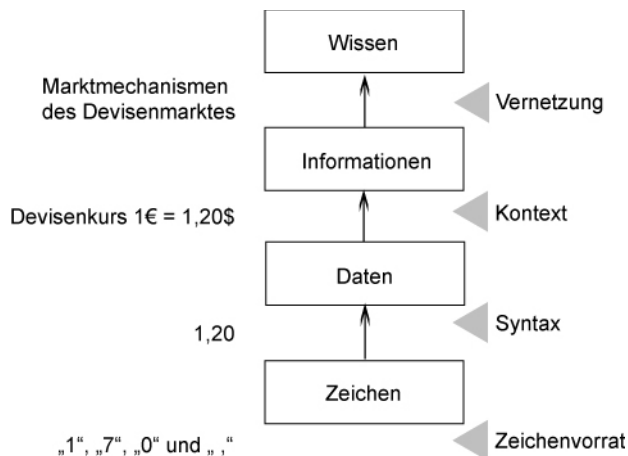 Wissen
Marktmechanismen
des Devisenmarktes
Vernetzung
Informationen
Devisenkurs 1€ = 1,20$
Kontext
Daten
1,20
Syntax
Zeichen
„1“, „7“, „0“ und „ ,“
Zeichenvorrat